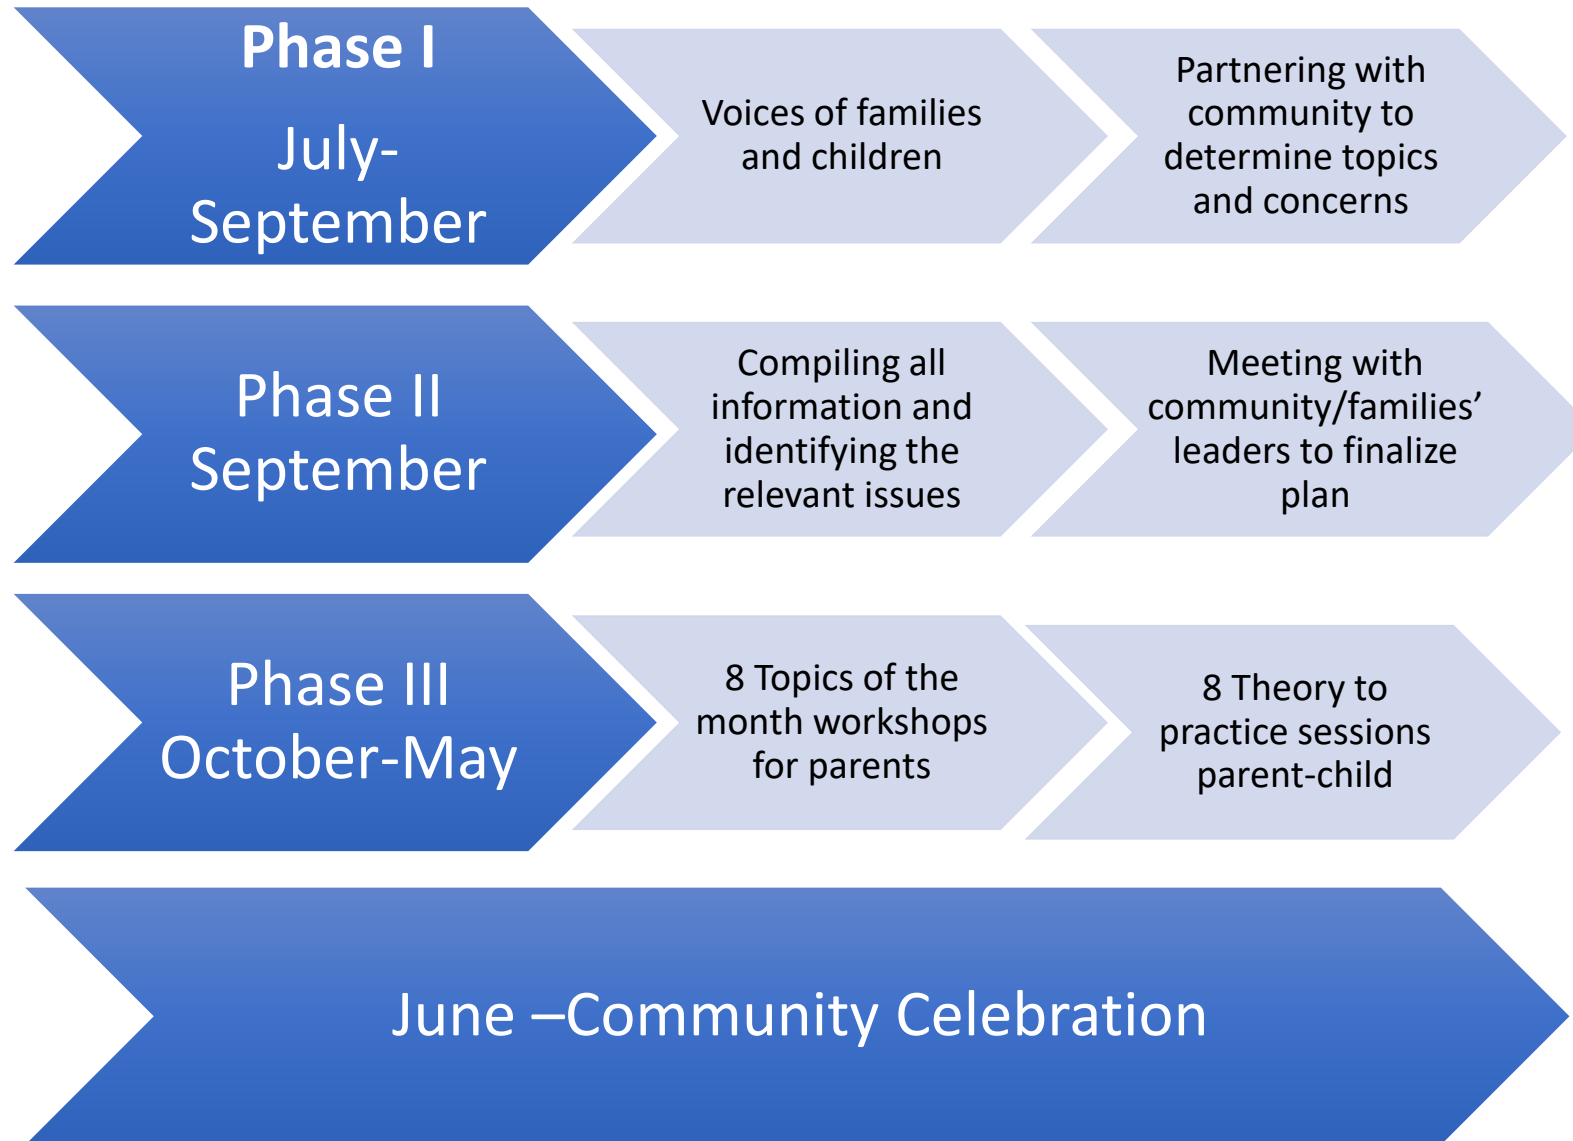 Phase I
July-
September
Voices of families
and children
Partnering with
community to
determine topics
and concerns
Phase II
September
Compiling all
information and
identifying the
relevant issues
Meeting with
community/families’
leaders to finalize
plan
Phase III
October-May
8 Topics of the
month workshops
for parents
8 Theory to
practice sessions
parent-child
June –Community Celebration